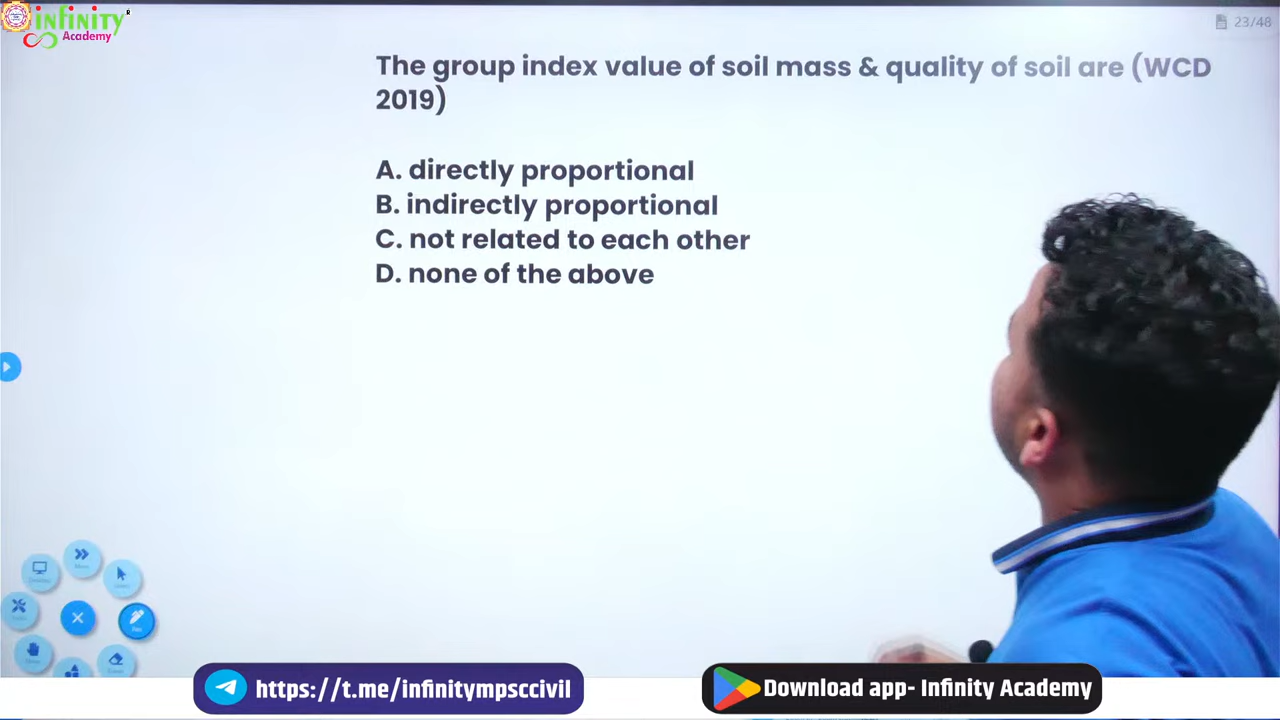 infinity
Academy
23/48
The group index value of soil mass & quality of soil are (WCD
2019)
A. directly proportional
B. indirectly proportional
C. not related to each other
D. none of the above
https://t.me/infinitympsccivil
Download app- Infinity Academy